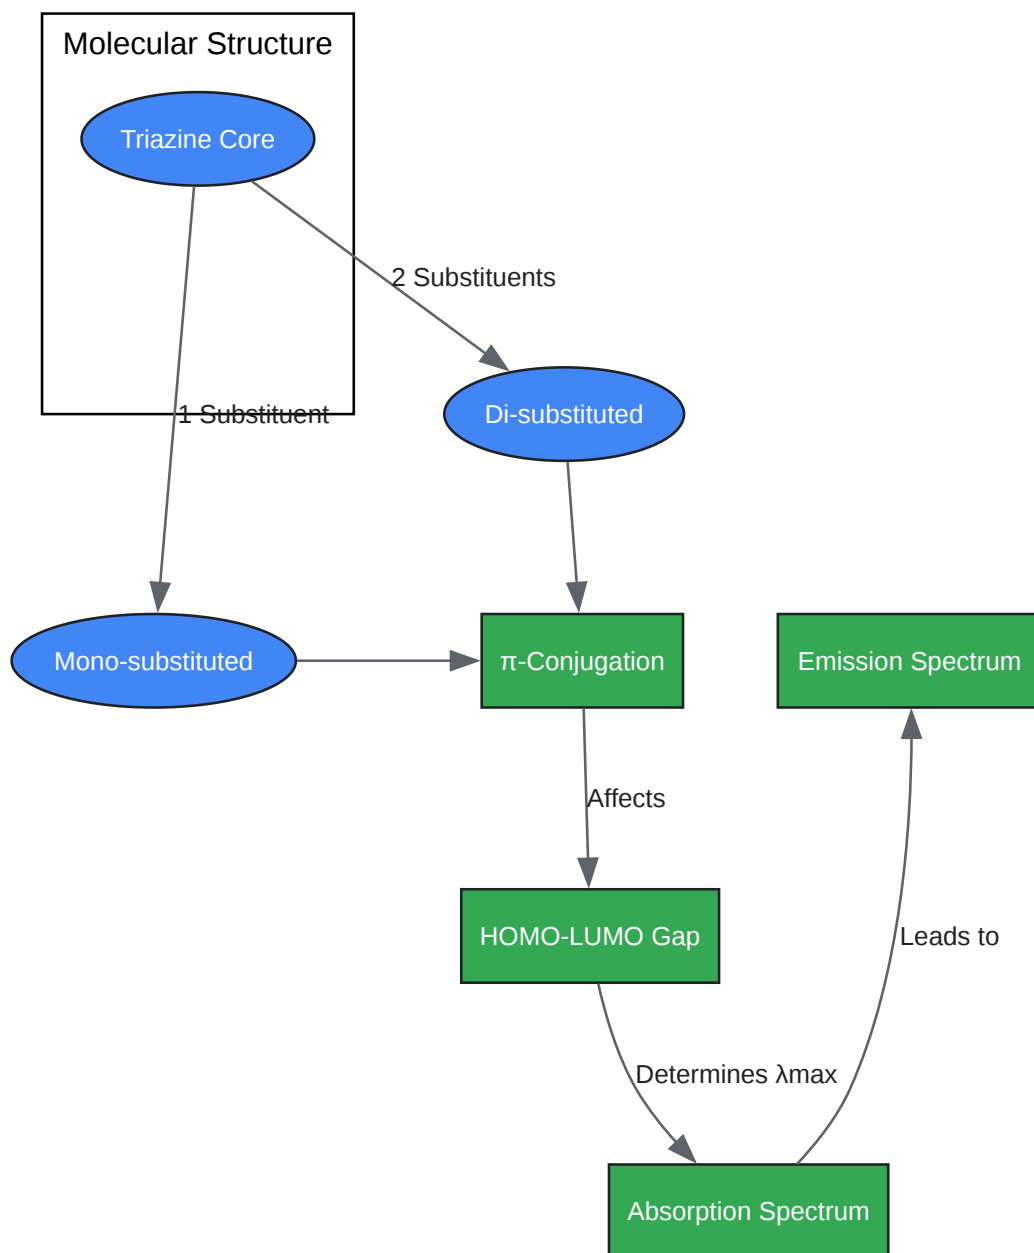 Molecular Structure
Triazine Core
2 Substituents
1 Substituent
Di-substituted
Mono-substituted
π-Conjugation
Emission Spectrum
Affects
HOMO-LUMO Gap
Leads to
Determines λmax
Absorption Spectrum